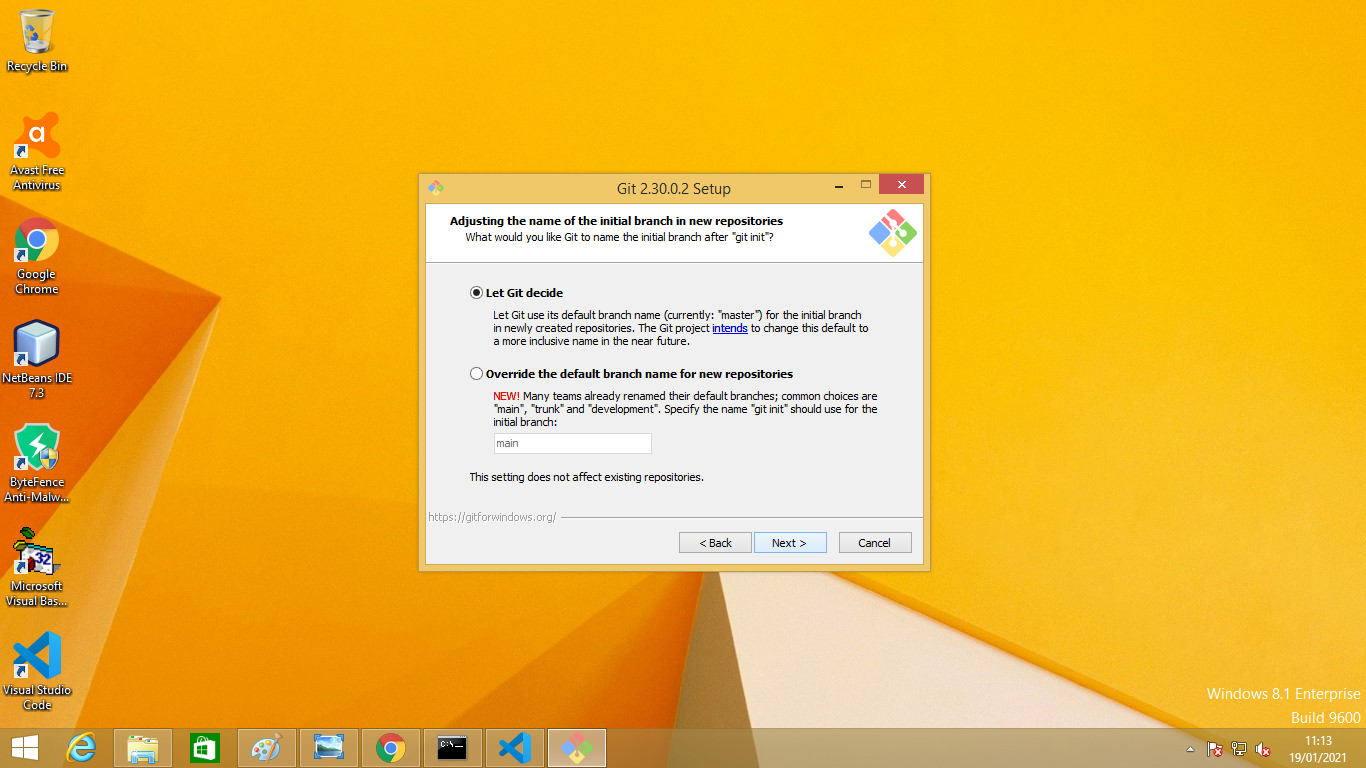 Recycle Bin
Avast Free
Antivirus
Google
Chrome
NetBeans IDE
7.3
ByteFence
Anti-Malw...
32
Microsoft
Visual Bas...
Visual Studio
Code
Git 2.30.0.2 Setup
Adjusting the name of the initial branch in new repositories
What would you like Git to name the initial branch after "git init"?
Let Git decide
Let Git use its default branch name (currently: "master") for the initial branch
in newly created repositories. The Git project intends to change this default to
a more inclusive name in the near future.
Override the default branch name for new repositories
NEW! Many teams already renamed their default branches; common choices are
"main", "trunk" and "development". Specify the name "git init" should use for the
initial branch:
main
This setting does not affect existing repositories.
https://gitforwindows.org/
< Back
Next >
Cancel
Windows 8.1 Enterprise
Build 9600
C:\
11:13
19/01/2021